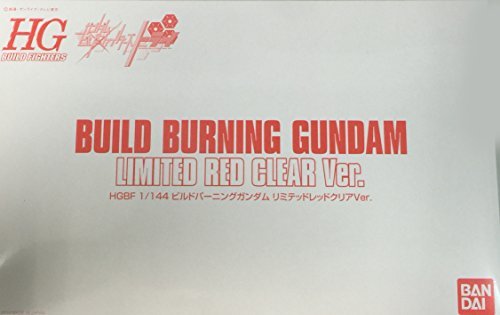 HG
BUILD FIGHTERS
BUILD BURNING GUNDAM
LIMITED RED CLEAR Ver.
HGBF 1/144 ビルドバーニングガンダム リミテッドレッドクリアVer.
BAN
DAI